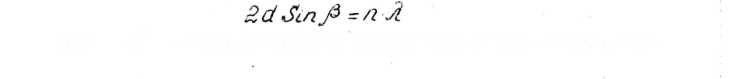 2d Sin β = n·λ